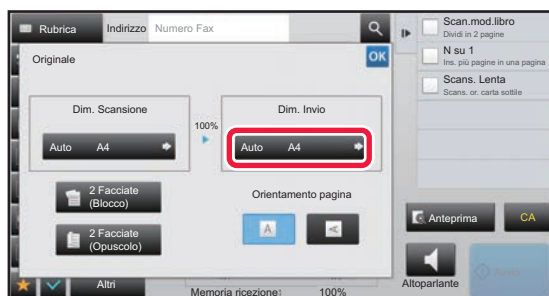 Rubrica
Indirizzo
Numero Fax
Originale
OK
Dim. Scansione
Auto A4
100%
Dim. Invio
Auto A4
2 Facciate
(Blocco)
2 Facciate
(Opuscolo)
Orientamento pagina
A
A
Altri
Memoria ricezione:
100%
Scan.mod.libro
Dividi in 2 pagine
N su 1
Ins. più pagine in una pagina
Scans. Lenta
Scans. or. carta sottile
Anteprima
CA
Altoparlante